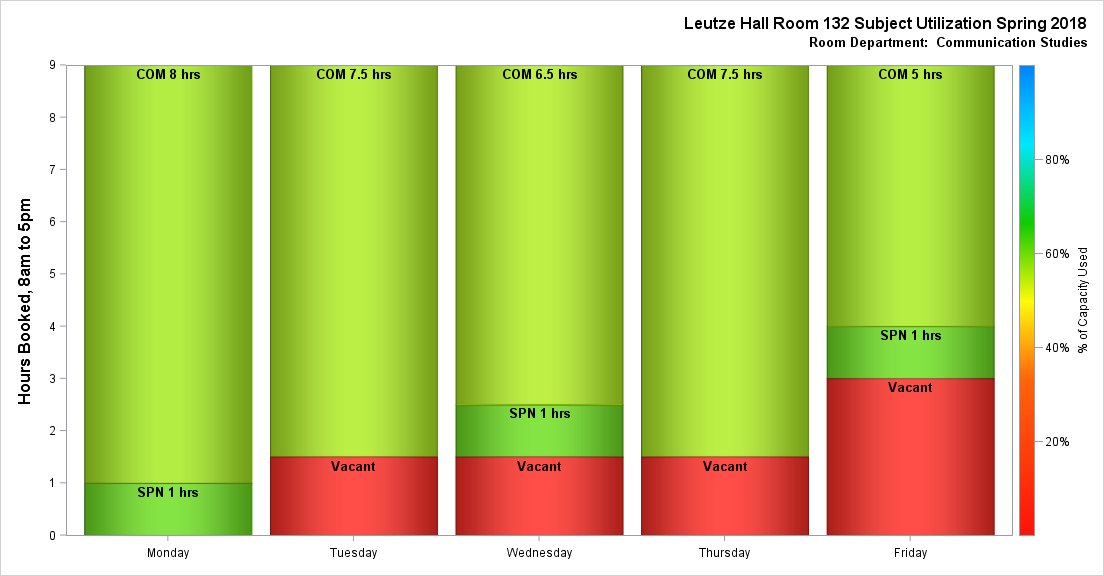 Leutze Hall Room 132 Subject Utilization Spring 2018
Room Department:  Communication Studies
Hours Booked, 8am to 5pm
9
8
7
6
5
4
3
2
1
0
COM 8 hrs
SPN 1 hrs
COM 7.5 hrs
Vacant
COM 6.5 hrs
SPN 1 hrs
Vacant
COM 7.5 hrs
Vacant
COM 5 hrs
SPN 1 hrs
Vacant
Monday
Tuesday
Wednesday
Thursday
Friday
80%
60%
40%
20%
% of Capacity Used